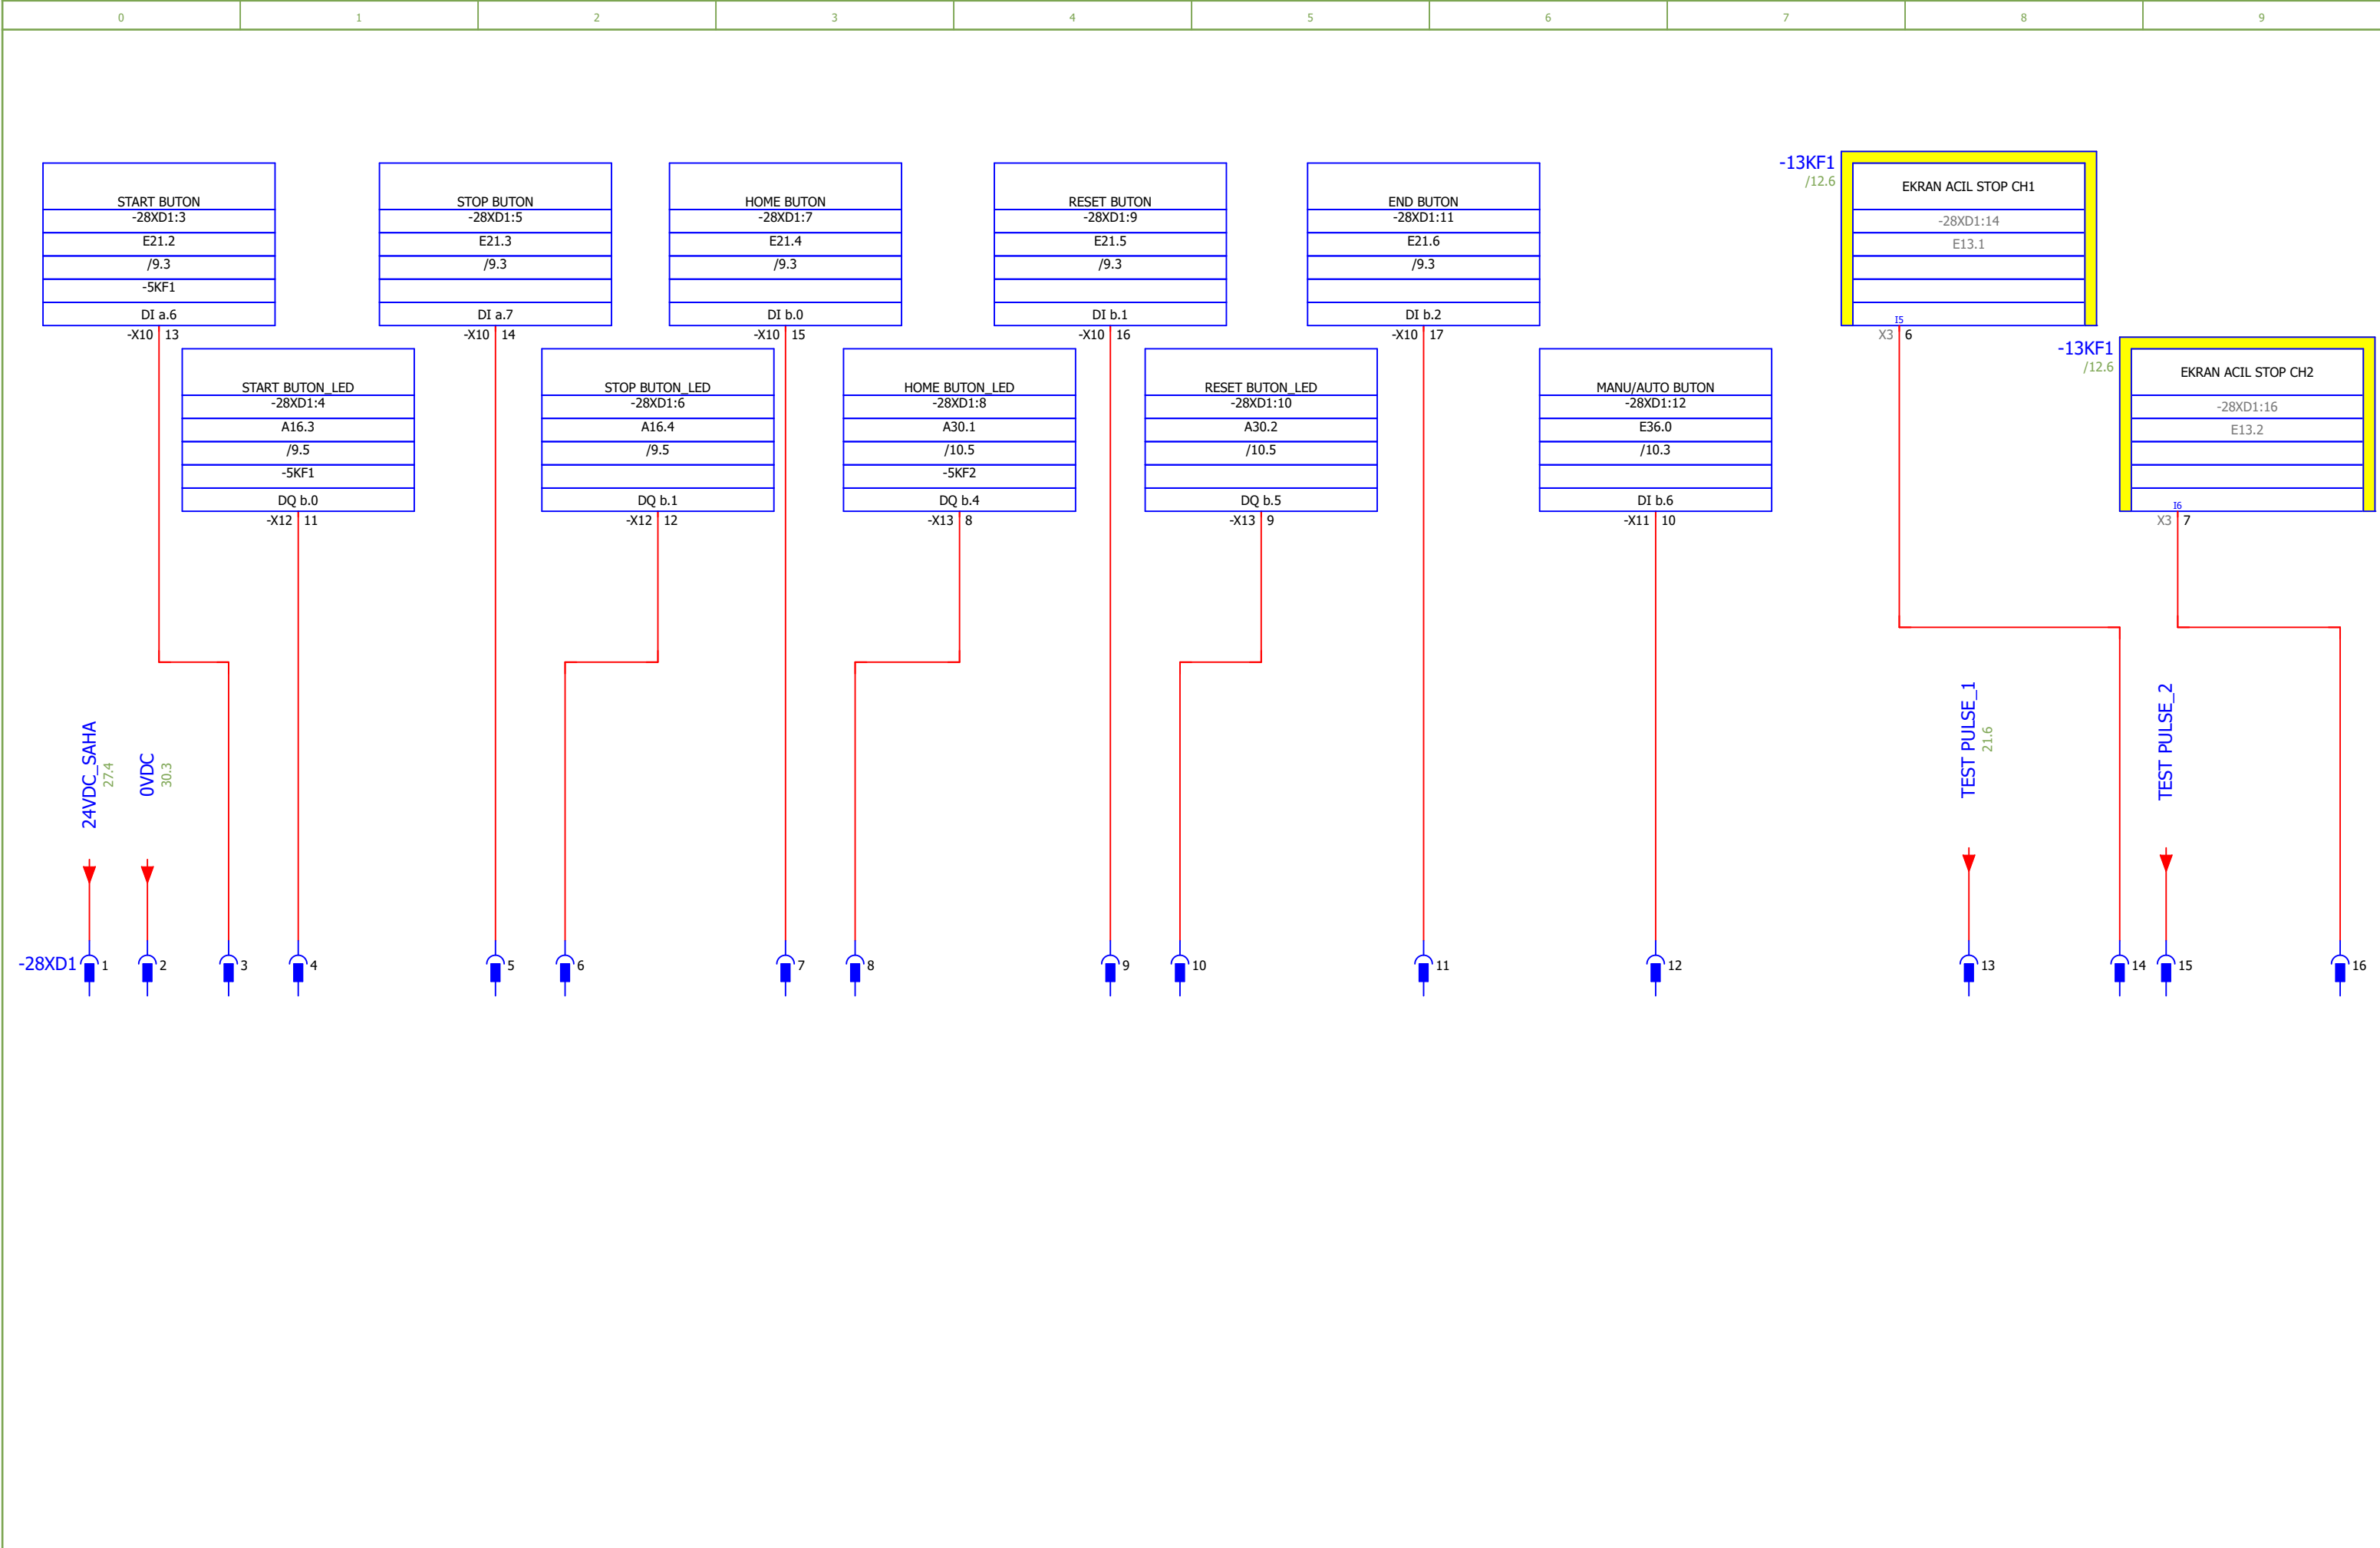 0 1 2 3 4 5 6 7 8 9
START BUTON
-28XD1:3
E21.2
/9.3
-5KF1
DI a.6
-X10 13
STOP BUTON
-28XD1:5
E21.3
/9.3
DI a.7
-X10 14
HOME BUTON
-28XD1:7
E21.4
/9.3
DI b.0
-X10 15
RESET BUTON
-28XD1:9
E21.5
/9.3
DI b.1
-X10 16
END BUTON
-28XD1:11
E21.6
/9.3
DI b.2
-X10 17
-13KF1
/12.6
EKRAN ACIL STOP CH1
-28XD1:14
E13.1
I5
X3 6
START BUTON_LED
-28XD1:4
A16.3
/9.5
-5KF1
DQ b.0
-X12 11
STOP BUTON_LED
-28XD1:6
A16.4
/9.5
DQ b.1
-X12 12
HOME BUTON_LED
-28XD1:8
A30.1
/10.5
-5KF2
DQ b.4
-X13 8
RESET BUTON_LED
-28XD1:10
A30.2
/10.5
DQ b.5
-X13 9
MANU/AUTO BUTON
-28XD1:12
E36.0
/10.3
DI b.6
-X11 10
-13KF1
/12.6
EKRAN ACIL STOP CH2
-28XD1:16
E13.2
I6
X3 7
24VDC_SAHA
27.4
0VDC
30.3
TEST PULSE_1
21.6
TEST PULSE_2
-28XD1 1 2 3 4 5 6 7 8 9 10 11 12 13 14 15 16